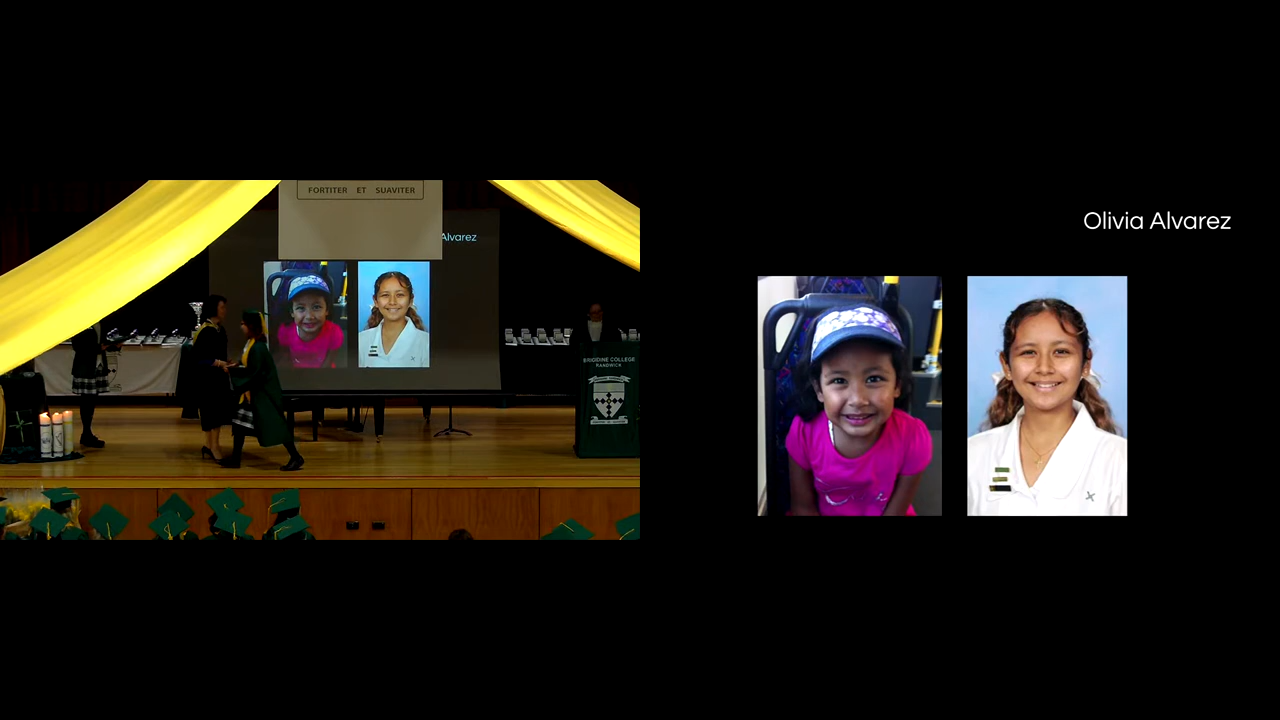 FORTITER ET SUAVITER
Alvarez
BRIGIDINE COLLEGE
RANDWICK
Olivia Alvarez